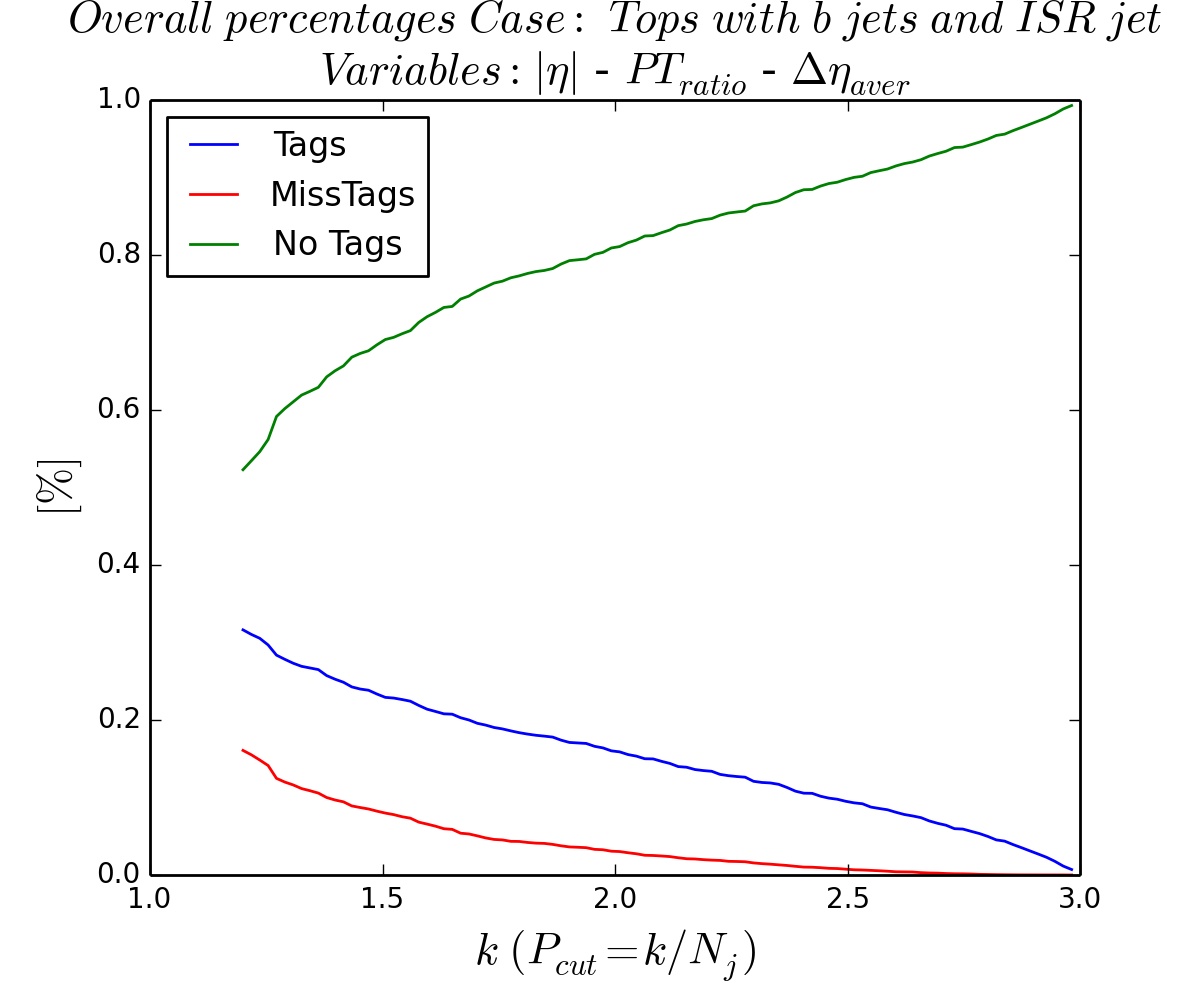 Overall percentages Case: Tops with b jets and ISR jet
Variables: |η| - PT_ratio - Δη_aver
1.0
Tags
MissTags
No Tags
0.8
0.6
[%]
0.4
0.2
0.0
1.0 1.5 2.0 2.5 3.0
k (P_cut = k/N_j)